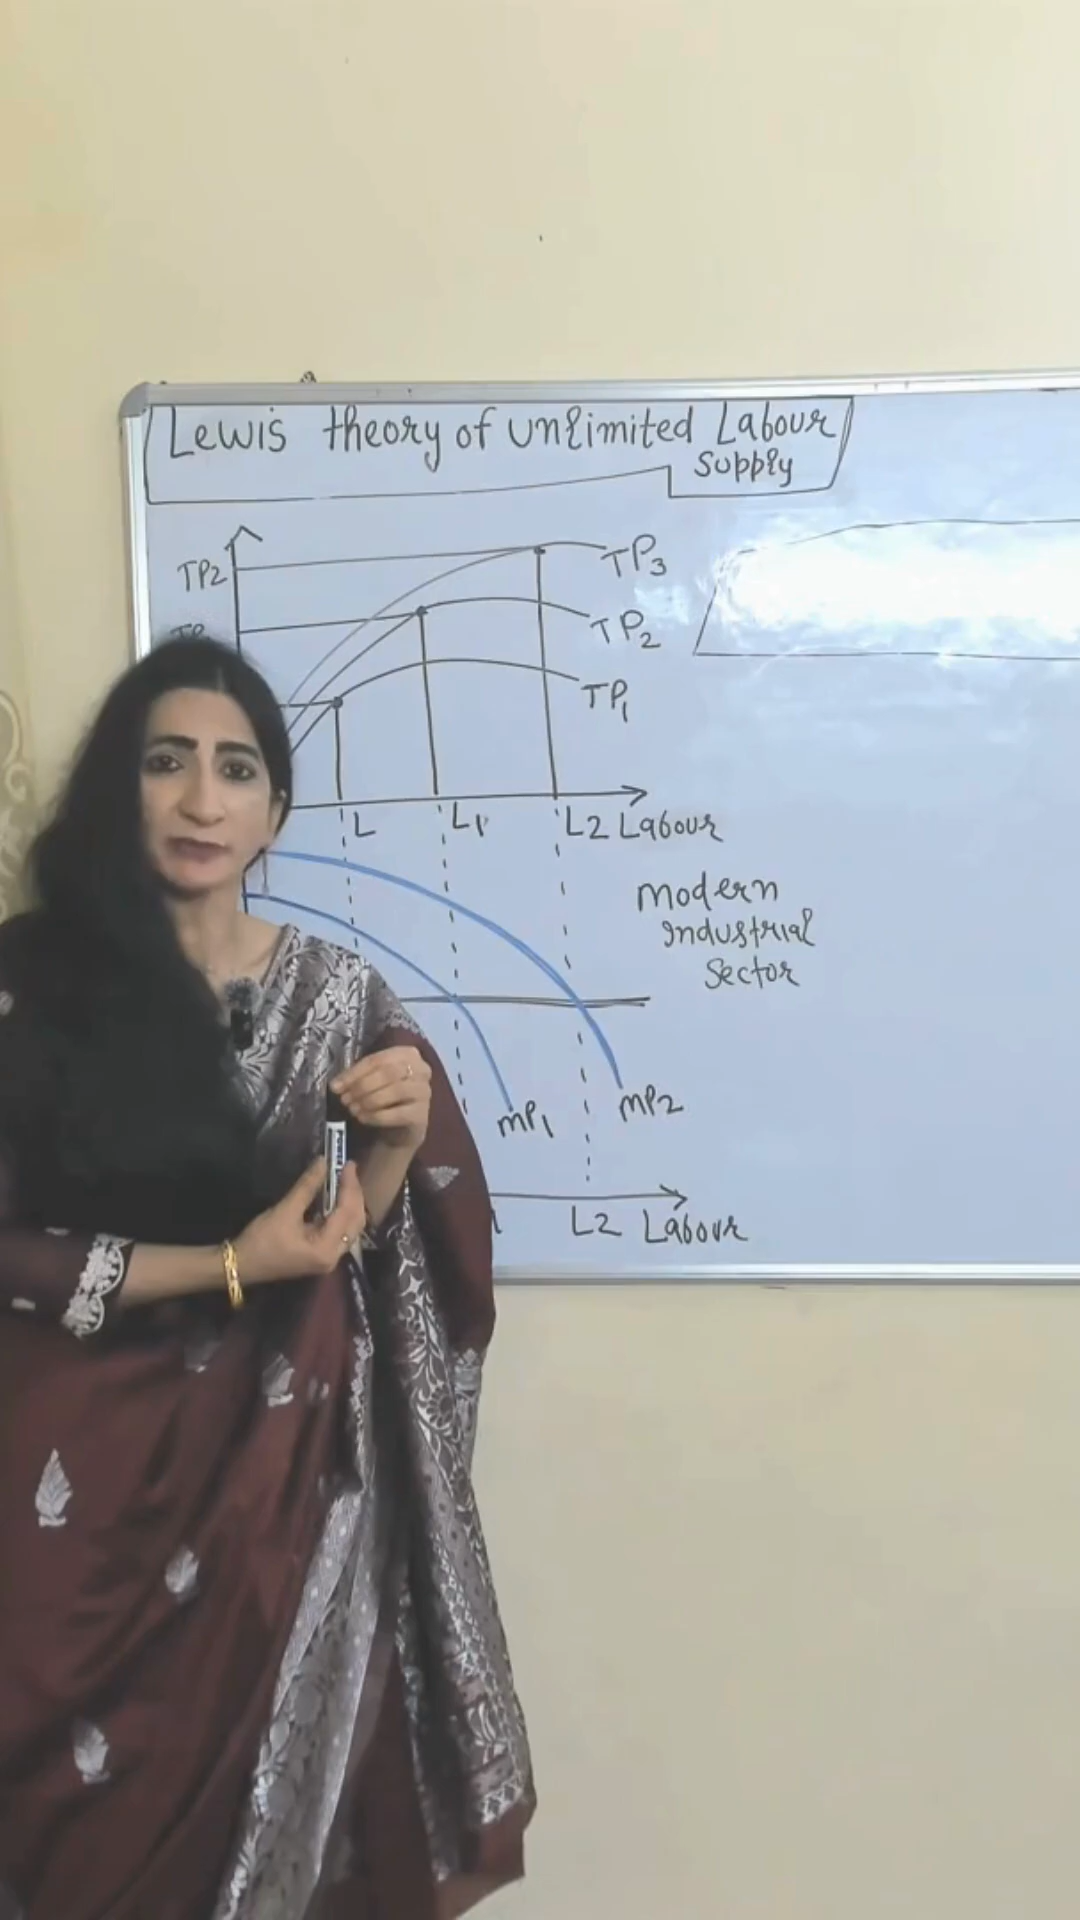 Lewis theory of unlimited Labour
Supply
TP2
TP3
TP2
TP1
L
L1
L2 Labour
Modern
Industrial
Sector
MP1
MP2
L2 Labour